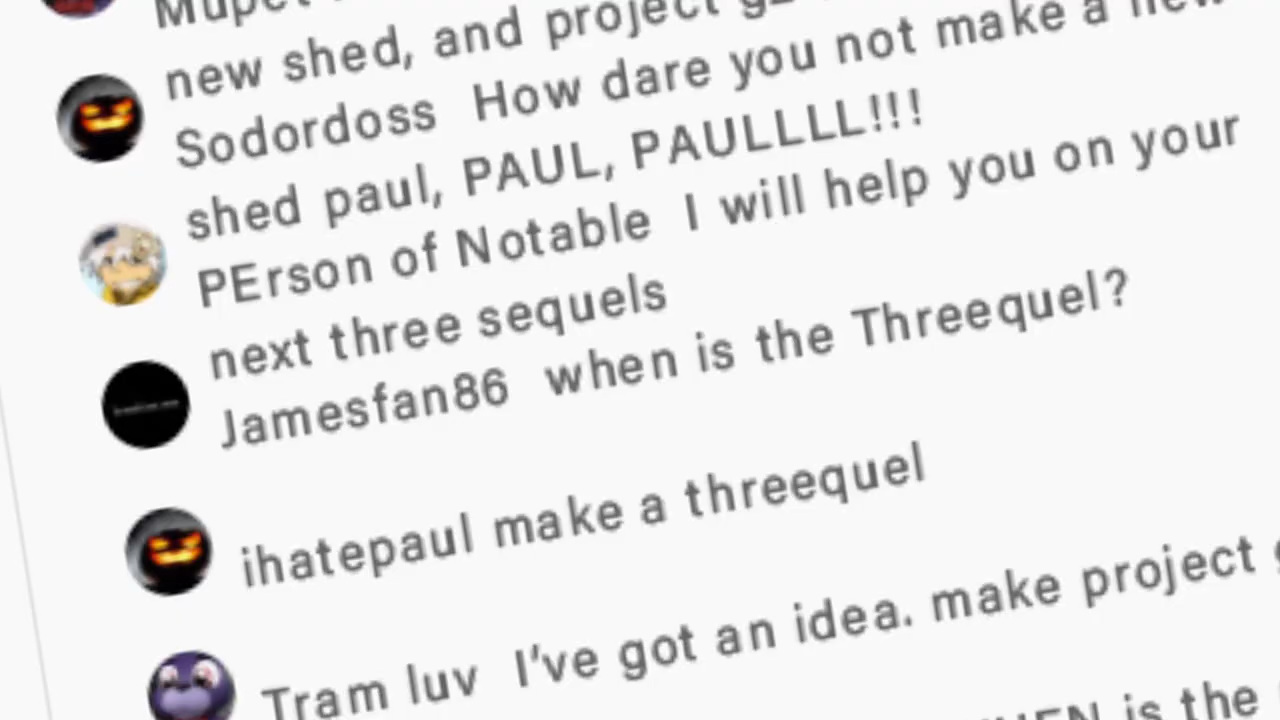 new shed, and project
Sodordoss How dare you not make a new
shed paul, PAUL, PAULLLL!!!
PErson of Notable I will help you on your
next three sequels
Jamesfan86 when is the Threequel?
ihatepaul make a threequel
Tram luv I've got an idea. make project
is the